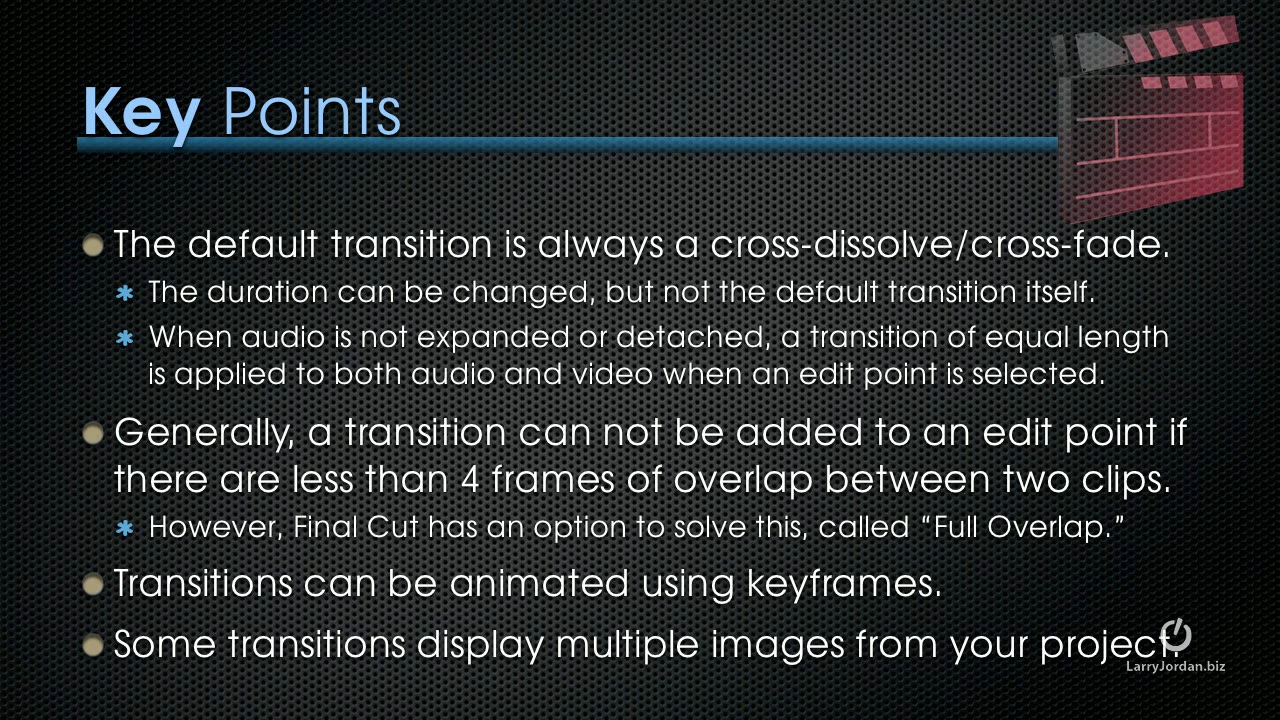 Key Points
The default transition is always a cross-dissolve/cross-fade.
The duration can be changed, but not the default transition itself.
When audio is not expanded or detached, a transition of equal length
is applied to both audio and video when an edit point is selected.
Generally, a transition can not be added to an edit point if
there are less than 4 frames of overlap between two clips.
However, Final Cut has an option to solve this, called “Full Overlap.”
Transitions can be animated using keyframes.
Some transitions display multiple images from your project.
LarryJordan.biz